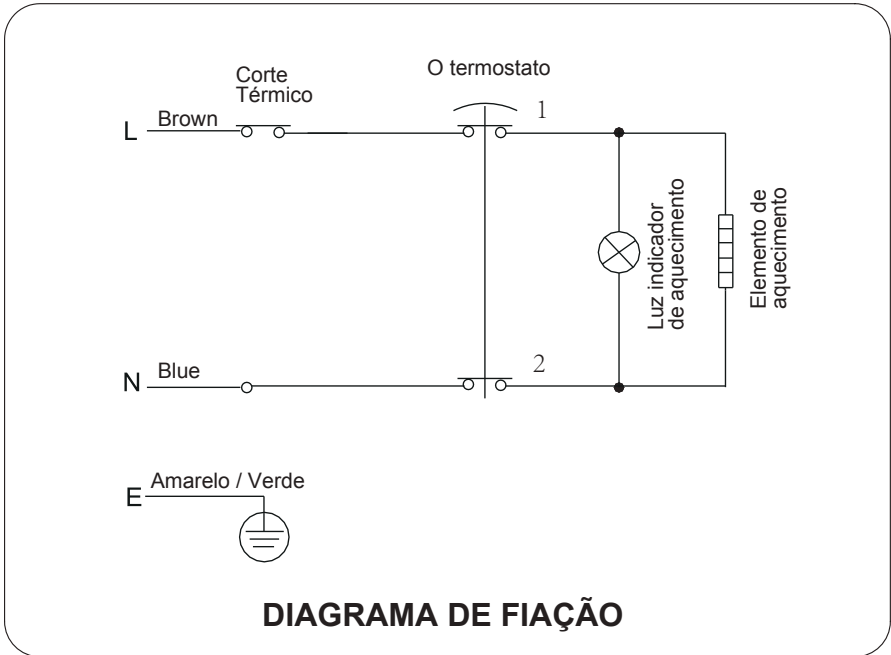 Corte
Térmico
O termostato
1
L
Brown
Luz indicador
de aquecimento
Elemento de
aquecimento
2
N
Blue
E
Amarelo / Verde
DIAGRAMA DE FIAÇÃO